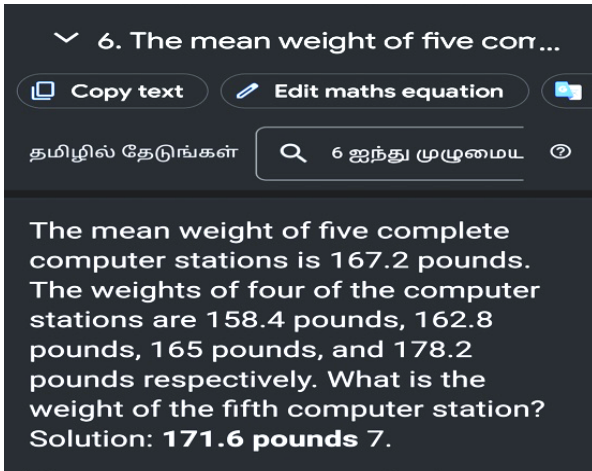 6. The mean weight of five com...
Copy text
Edit maths equation
தமிழில் தேடுங்கள்
6 ஐந்து முழுமைய
The mean weight of five complete
computer stations is 167.2 pounds.
The weights of four of the computer
stations are 158.4 pounds, 162.8
pounds, 165 pounds, and 178.2
pounds respectively. What is the
weight of the fifth computer station?
Solution: 171.6 pounds 7.